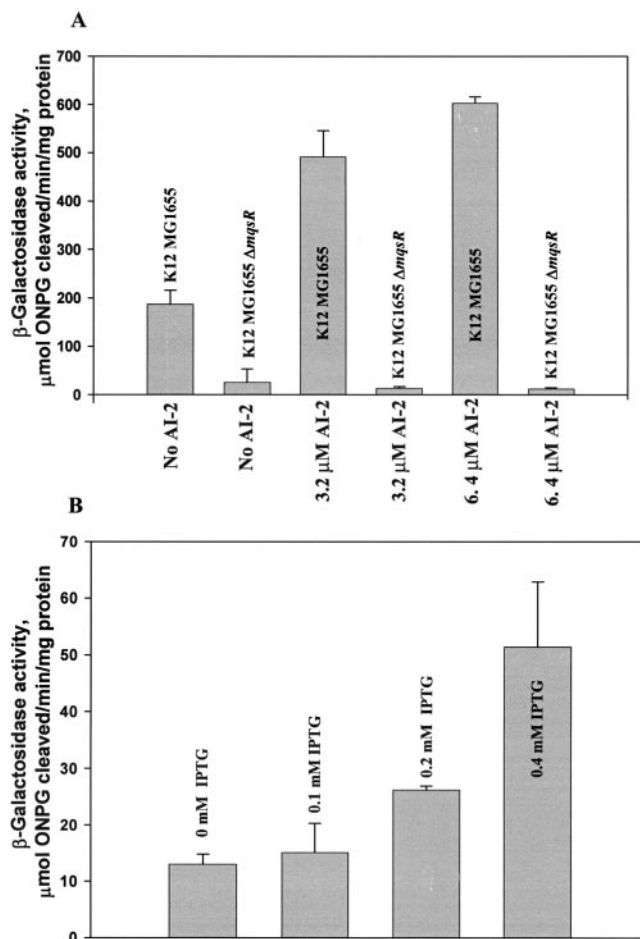 A
β-Galactosidase activity,
μmol ONPG cleaved/min/mg protein
700
600
500
400
300
200
100
0
K12 MG1655
K12 MG1655 ΔmqsR
K12 MG1655
K12 MG1655 ΔmqsR
K12 MG1655
K12 MG1655 ΔmqsR
No AI-2
No AI-2
3.2 μM AI-2
3.2 μM AI-2
6. 4 μM AI-2
6. 4 μM AI-2
B
β-Galactosidase activity,
μmol ONPG cleaved/min/mg protein
70
60
50
40
30
20
10
0
0 mM IPTG
0.1 mM IPTG
0.2 mM IPTG
0.4 mM IPTG